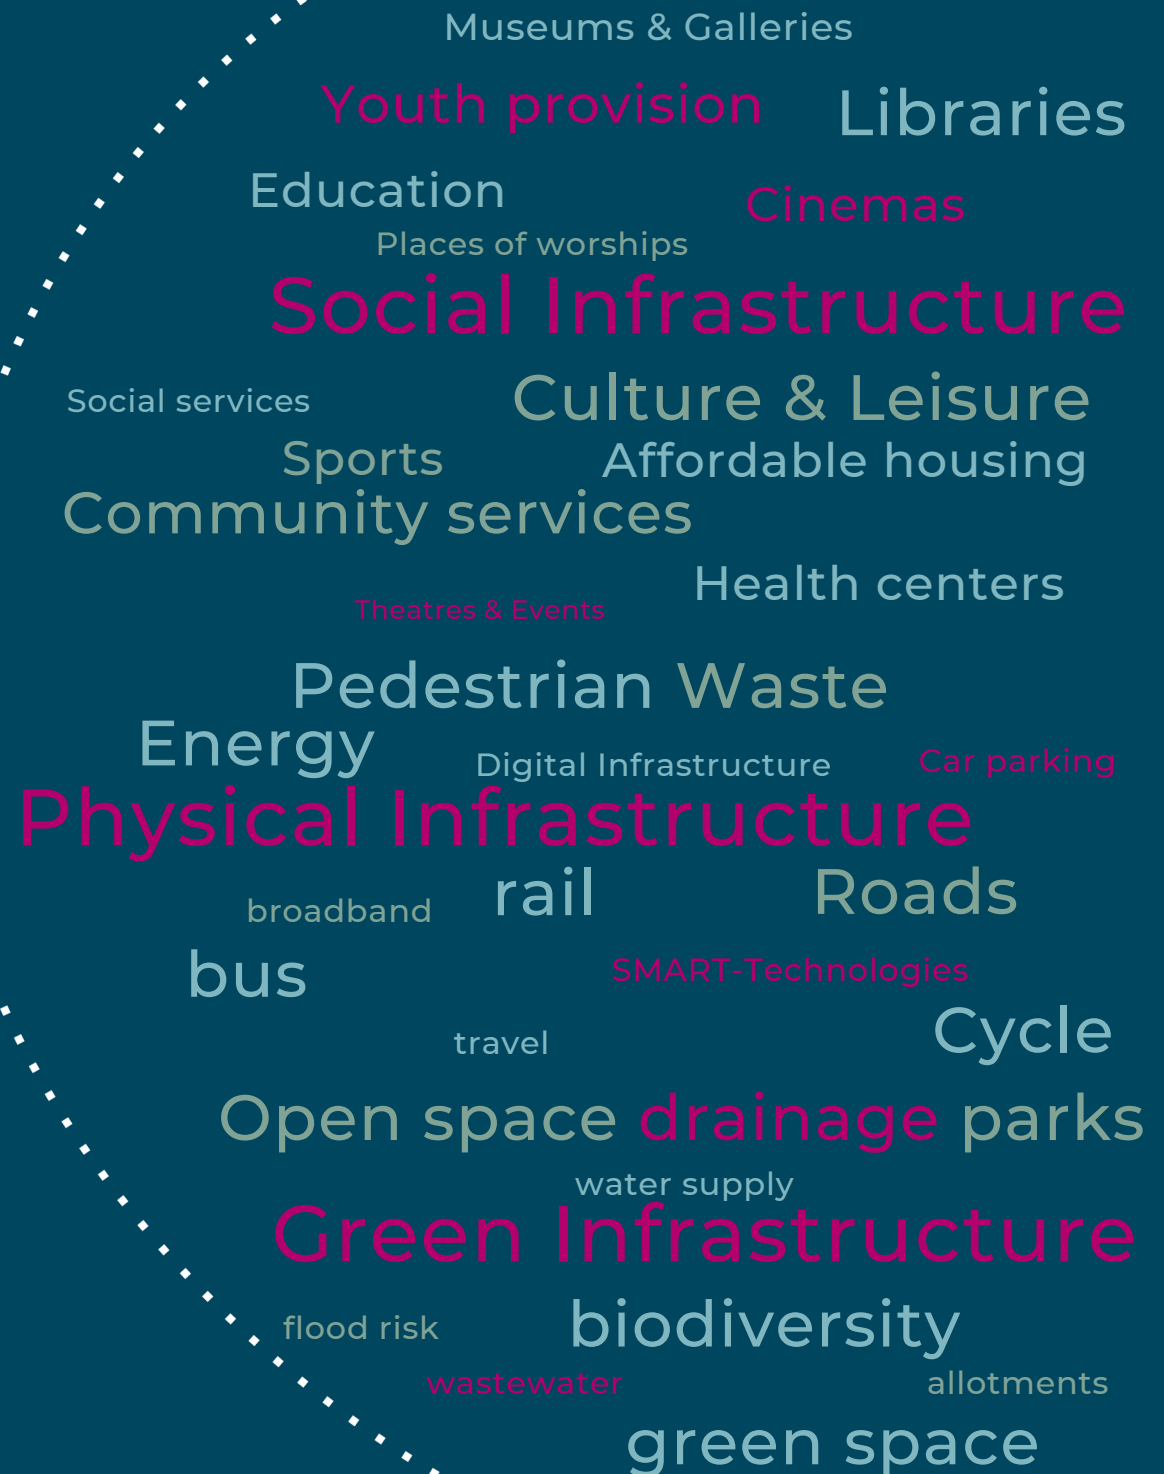 Museums & Galleries
Youth provision
Libraries
Education
Cinemas
Places of worships
Social Infrastructure
Social services
Culture & Leisure
Sports
Affordable housing
Community services
Health centers
Theatres & Events
Pedestrian Waste
Energy
Digital Infrastructure
Car parking
Physical Infrastructure
rail
Roads
broadband
bus
SMART-Technologies
Cycle
travel
Open space drainage parks
water supply
Green Infrastructure
biodiversity
flood risk
wastewater
allotments
green space